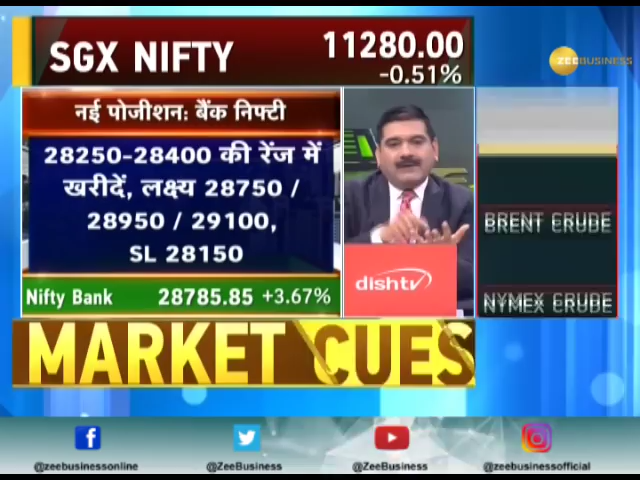 SGX NIFTY
11280.00
-0.51%
ZEEBUSINESS
नई पोजीशन: बैंक निफ्टी
28250-28400 की रेंज में
खरीदें, लक्ष्य 28750 /
28950 / 29100,
SL 28150
Nifty Bank 28785.85 +3.67%
dishtv
BRENT CRUDE
NYMEX CRUDE
MARKET CUES
@zeebusinessonline
@ZeeBusiness
@ZeeBusiness
@zeebusinessofficial